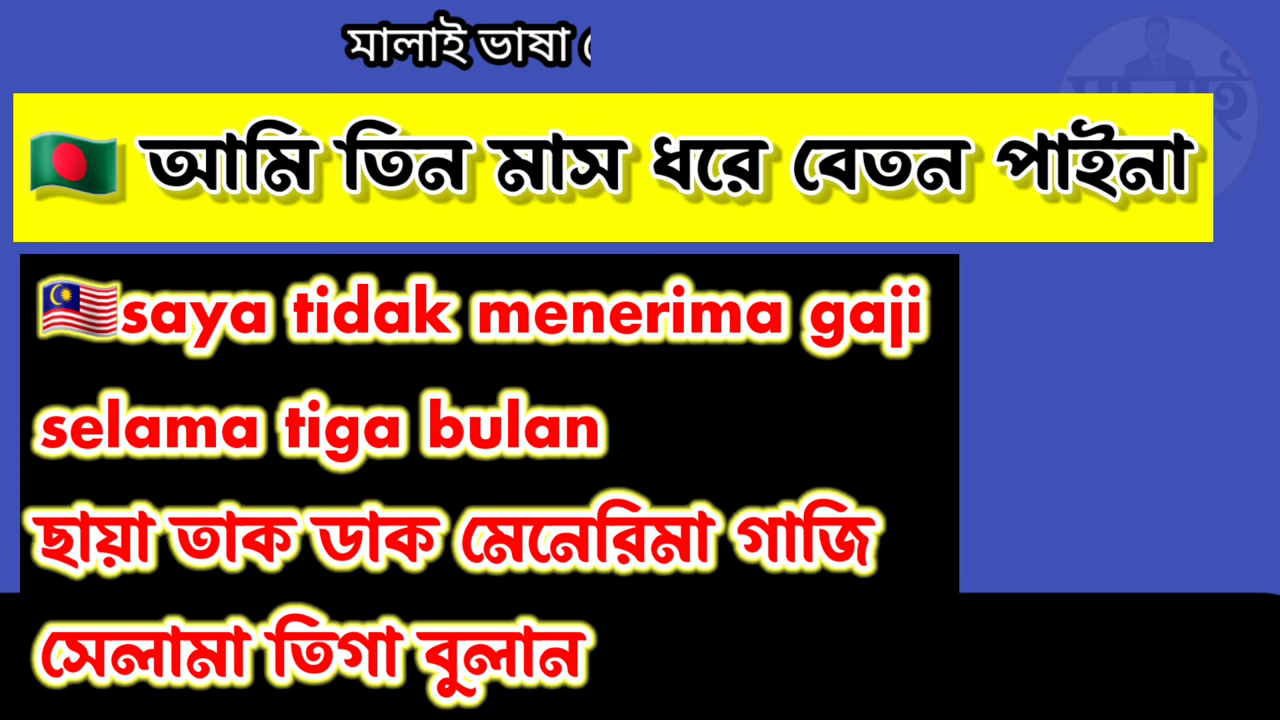 মালাই ভাষা
🇧🇩 আমি তিন মাস ধরে বেতন পাইনা
🇲🇾saya tidak menerima gaji
selama tiga bulan
ছায়া তাক ডাক মেনেরিমা গাজি
সেলামা তিগা বুলান